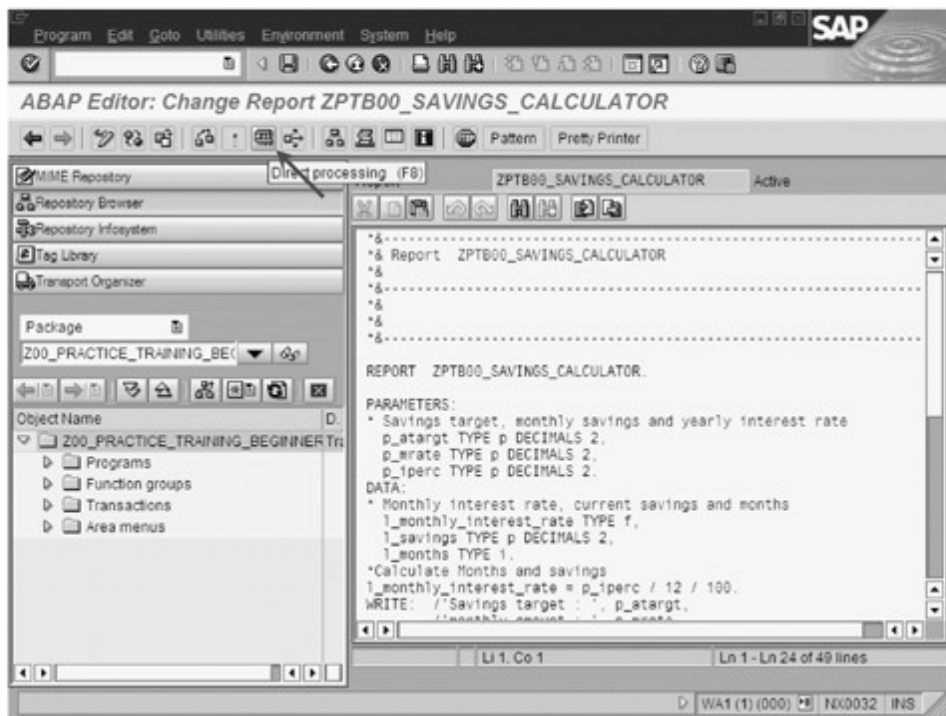 Program Edit Goto Utilities Environment System Help
SAP
ABAP Editor: Change Report ZPTB00_SAVINGS_CALCULATOR
Pattern Pretty Printer
Direct processing (F8)
MIME Repository
Repository Browser
Repository Infosystem
Tag Library
Transport Organizer
Package
Z00_PRACTICE_TRAINING_BE(
Object Name D.
Z00_PRACTICE_TRAINING_BEGINNER Tra
Programs
Function groups
Transactions
Area menus
ZPTB00_SAVINGS_CALCULATOR Active
*&---------------------------------------------------------------------
*& Report ZPTB00_SAVINGS_CALCULATOR
*&
*&---------------------------------------------------------------------
*&
*&
*&---------------------------------------------------------------------
REPORT ZPTB00_SAVINGS_CALCULATOR.
PARAMETERS:
* Savings target, monthly savings and yearly interest rate
p_atargt TYPE p DECIMALS 2,
p_mrate TYPE p DECIMALS 2,
p_iperc TYPE p DECIMALS 2.
DATA:
* Monthly interest rate, current savings and months
l_monthly_interest_rate TYPE f,
l_savings TYPE p DECIMALS 2,
l_months TYPE i.
*Calculate Months and savings
l_monthly_interest_rate = p_iperc / 12 / 100.
WRITE: /'Savings target : ', p_atargt,
Li 1, Co 1 Ln 1 - Ln 24 of 49 lines
WA1 (1) (000) NX0032 INS